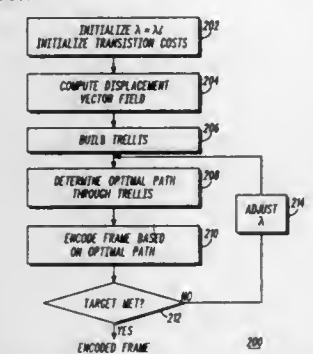 INITIALIZE λ = λi
INITIALIZE TRANSISTION COSTS
202
COMPUTE DISPLACEMENT
VECTOR FIELD
204
BUILD TRELLIS
206
DETERMINE OPTIMAL PATH
THROUGH TRELLIS
208
ADJUST
λ
214
ENCODE FRAME BASED
ON OPTIMAL PATH
210
TARGET MET?
NO
212
YES
ENCODED FRAME
200